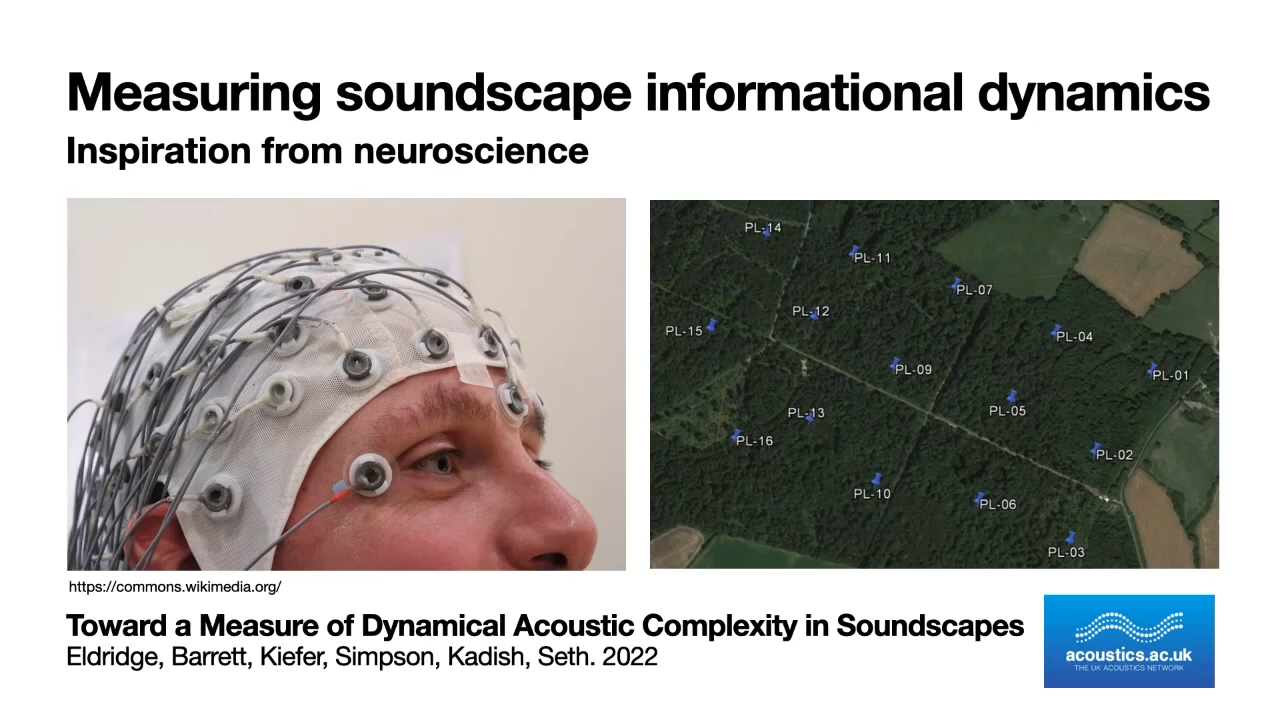 Measuring soundscape informational dynamics
Inspiration from neuroscience
PL-14
PL-11
PL-07
PL-12
PL-15
PL-04
PL-09
PL-01
PL-05
PL-13
PL-16
PL-02
PL-10
PL-06
PL-03
https://commons.wikimedia.org/
Toward a Measure of Dynamical Acoustic Complexity in Soundscapes
Eldridge, Barrett, Kiefer, Simpson, Kadish, Seth. 2022
acoustics.ac.uk
THE UK ACOUSTICS NETWORK